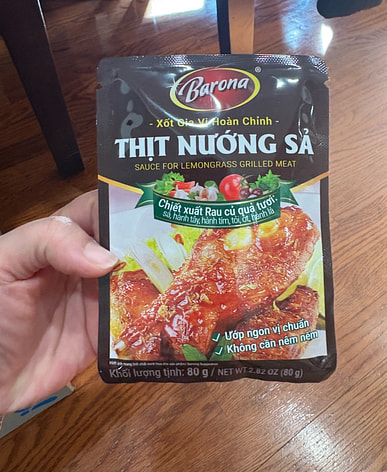 Barona
- Xốt Gia Vị Hoàn Chỉnh -
THỊT NƯỚNG SẢ
SAUCE FOR LEMONGRASS GRILLED MEAT
Chiết xuất Rau củ quả tươi:
sả, hành tây, hành tím, tỏi, ớt, hành lá
Ướp ngon vị chuẩn
Không cần nêm nếm
Khối lượng tịnh: 80 g / NET WT 2.82 OZ (80 g)